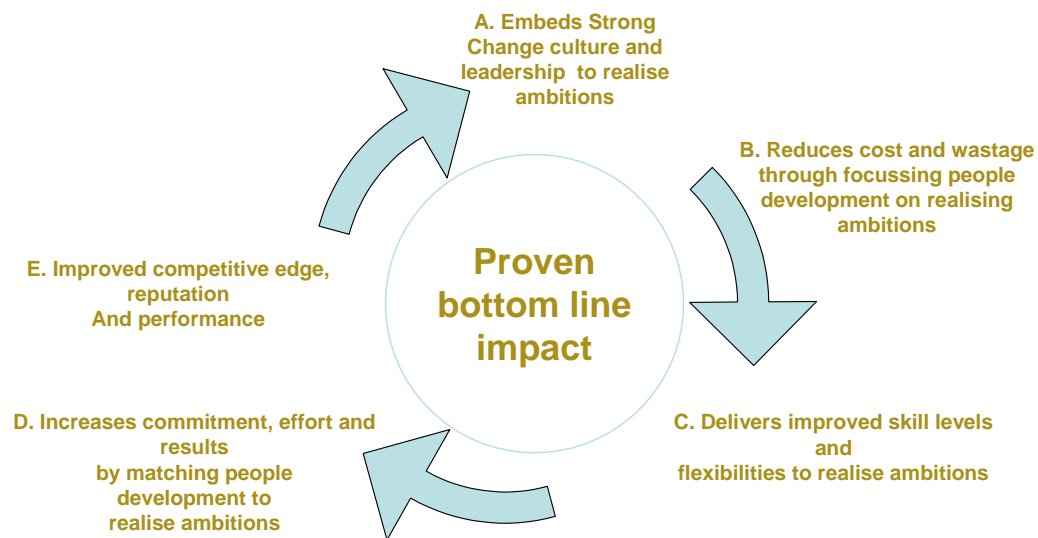 A. Embeds Strong
Change culture and
leadership to realise
ambitions
B. Reduces cost and wastage
through focussing people
development on realising
ambitions
Proven
bottom line
impact
E. Improved competitive edge,
reputation
And performance
D. Increases commitment, effort and
results
by matching people
development to
realise ambitions
C. Delivers improved skill levels
and
flexibilities to realise ambitions